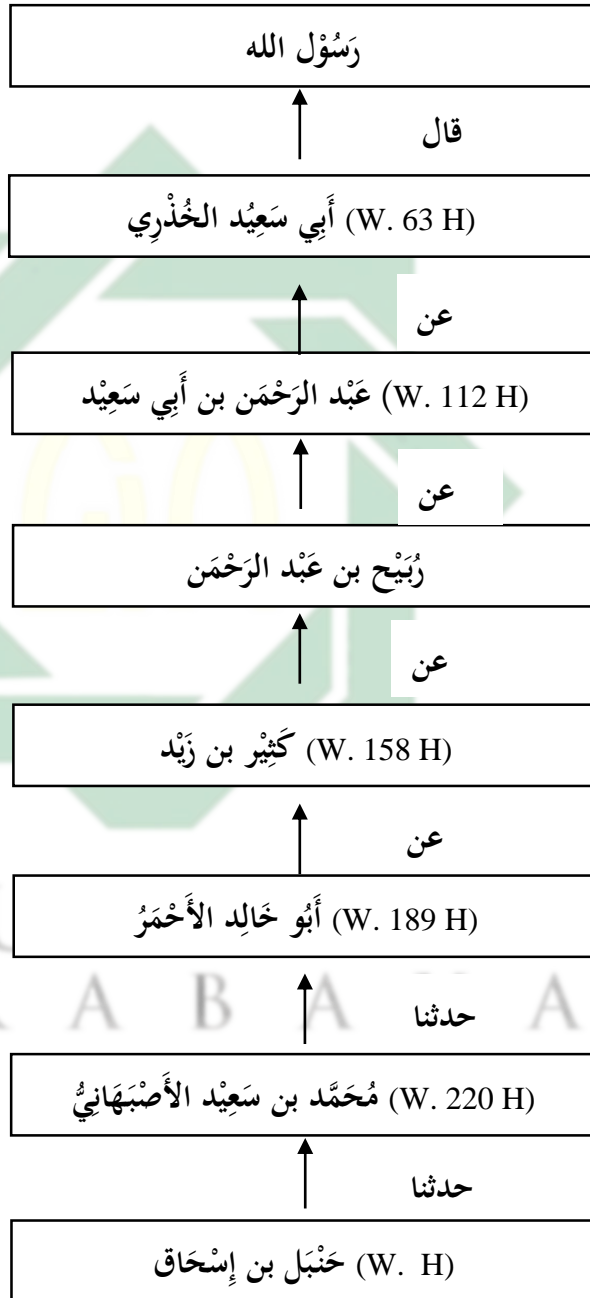 رَسُوْل الله
قال
أَبِي سَعِيُد الخُذْرِي (W. 63 H)
عن
عَبْد الرَحْمَن بن أَبِي سَعِيْد (W. 112 H)
عن
رُبَيْح بن عَبْد الرَحْمَن
عن
كَثِيْر بن زَيْد (W. 158 H)
عن
أَبُو خَالِد الأَحْمَرُ (W. 189 H)
A B A A
حدثنا
مُحَمَّد بن سَعِيْد الأَصْبَهَانِيُّ (W. 220 H)
حدثنا
حَنْبَل بن إِسْحَاق (W. H)